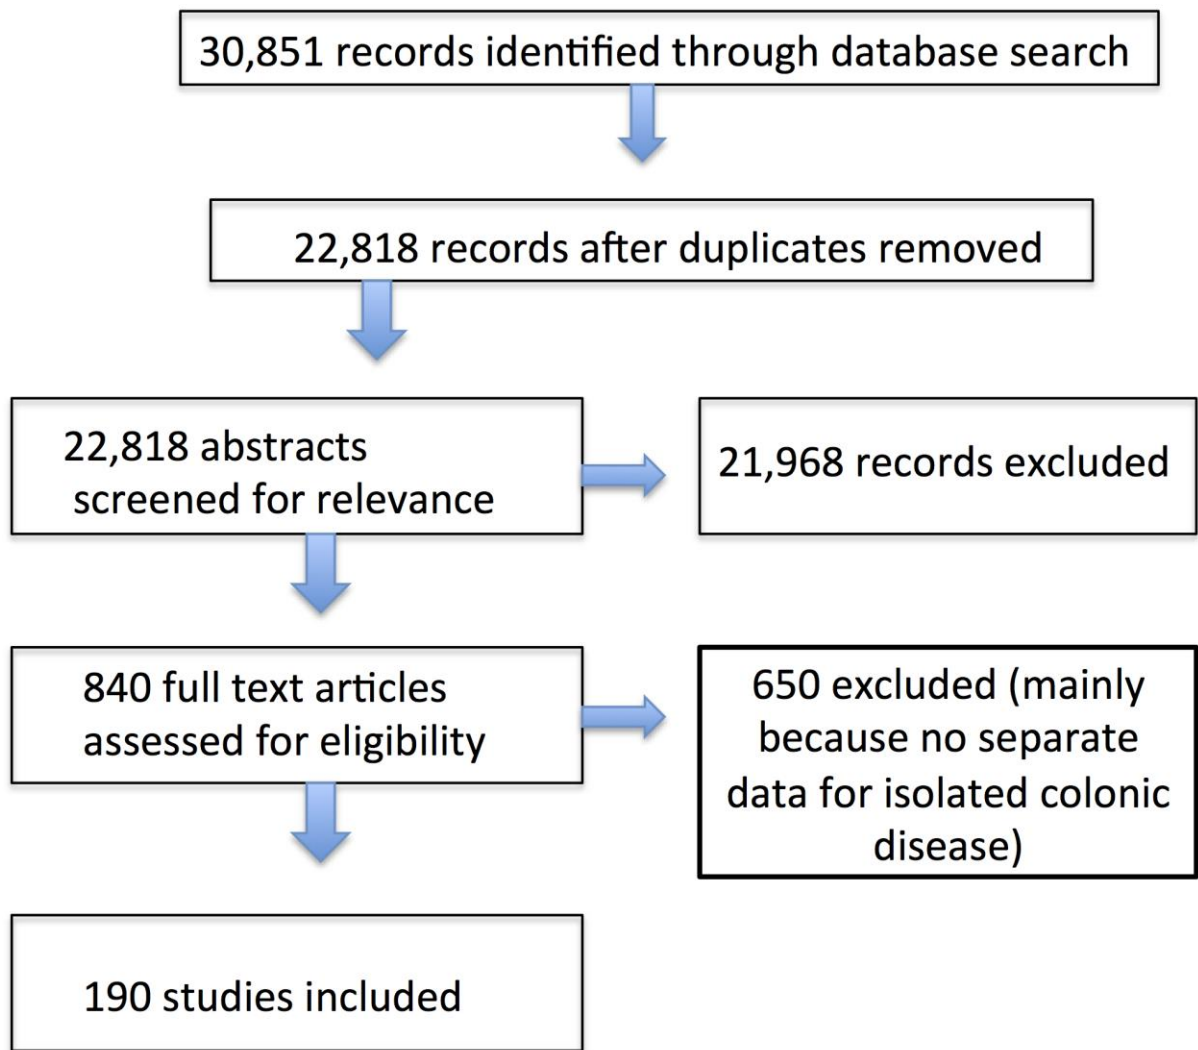 30,851 records identified through database search
22,818 records after duplicates removed
22,818 abstracts
screened for relevance
21,968 records excluded
840 full text articles
assessed for eligibility
650 excluded (mainly
because no separate
data for isolated colonic
disease)
190 studies included